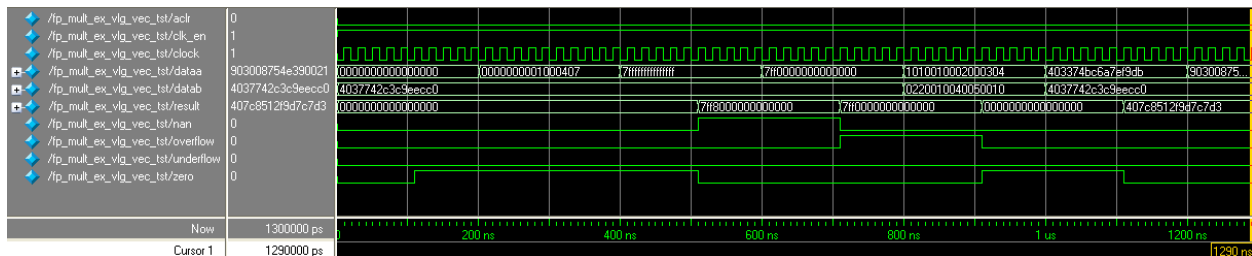 /fp_mult_ex_vlg_vec_tst/aclr 0
/fp_mult_ex_vlg_vec_tst/clk_en 1
/fp_mult_ex_vlg_vec_tst/clock 1
/fp_mult_ex_vlg_vec_tst/dataa 903008754e390021 0000000000000000 0000000001000407 7fffffffffffffff 7ff0000000000000 1010010002000304 403374bc6a7ef9db 90300875...
/fp_mult_ex_vlg_vec_tst/datab 4037742c3c9eecc0 4037742c3c9eecc0 0220010040050010 4037742c3c9eecc0
/fp_mult_ex_vlg_vec_tst/result 407c8512f9d7c7d3 0000000000000000 7ff8000000000000 7ff0000000000000 0000000000000000 407c8512f9d7c7d3
/fp_mult_ex_vlg_vec_tst/nan 0
/fp_mult_ex_vlg_vec_tst/overflow 0
/fp_mult_ex_vlg_vec_tst/underflow 0
/fp_mult_ex_vlg_vec_tst/zero 0
Now 1300000 ps 0 200 ns 400 ns 600 ns 800 ns 1 us 1200 ns
Cursor 1 1290000 ps 1290 ns